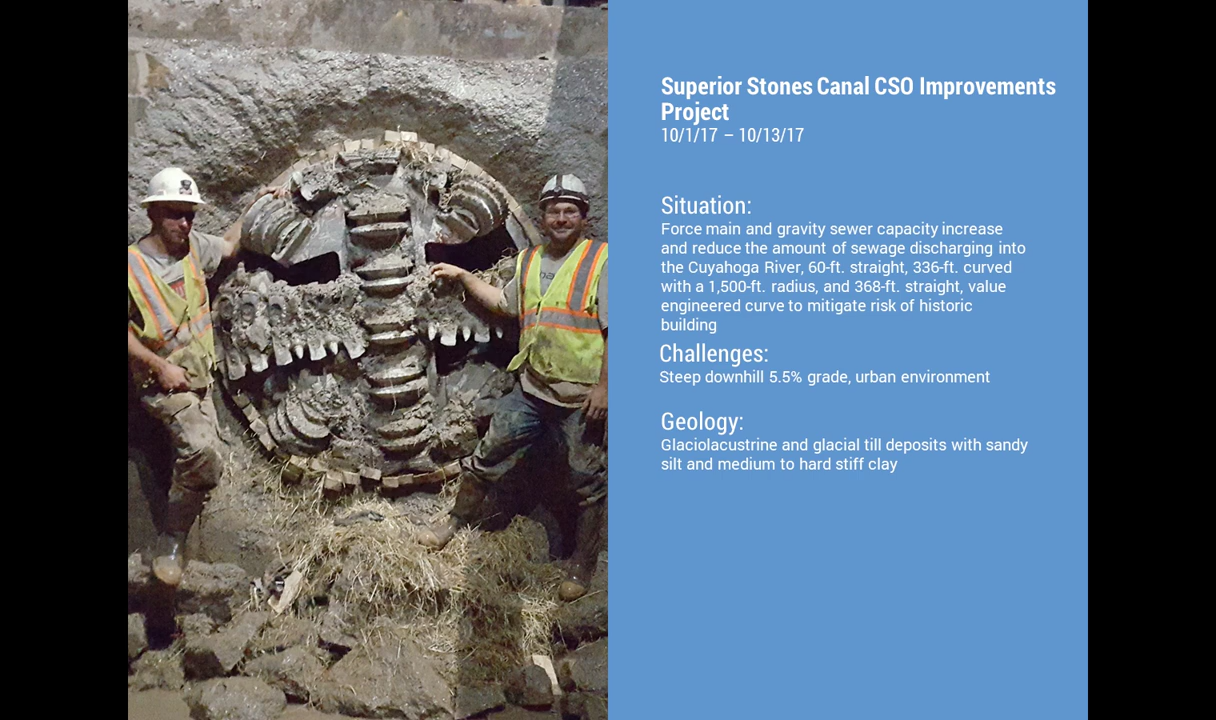 Superior Stones Canal CSO Improvements
Project
10/1/17 – 10/13/17
Situation:
Force main and gravity sewer capacity increase
and reduce the amount of sewage discharging into
the Cuyahoga River, 60-ft. straight, 336-ft. curved
with a 1,500-ft. radius, and 368-ft. straight, value
engineered curve to mitigate risk of historic
building
Challenges:
Steep downhill 5.5% grade, urban environment
Geology:
Glaciolacustrine and glacial till deposits with sandy
silt and medium to hard stiff clay